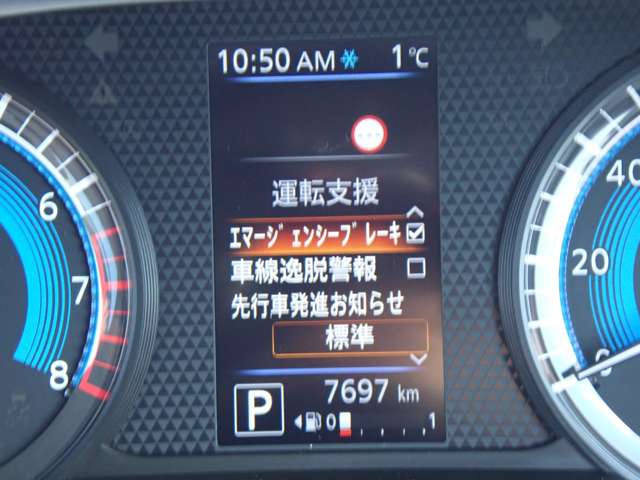 10:50 AM 1℃
運転支援
ｴﾏｰｼﾞｪﾝｼｰﾌﾞﾚｰｷ
車線逸脱警報
先行車発進お知らせ
標準
7697 km
P
0 1
6
7
8
40
20
0